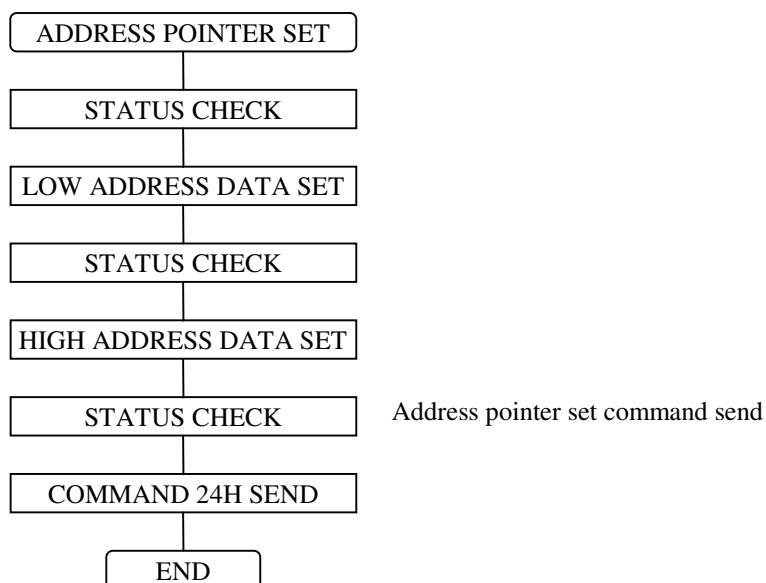 ADDRESS POINTER SET
STATUS CHECK
LOW ADDRESS DATA SET
STATUS CHECK
HIGH ADDRESS DATA SET
STATUS CHECK
Address pointer set command send
COMMAND 24H SEND
END